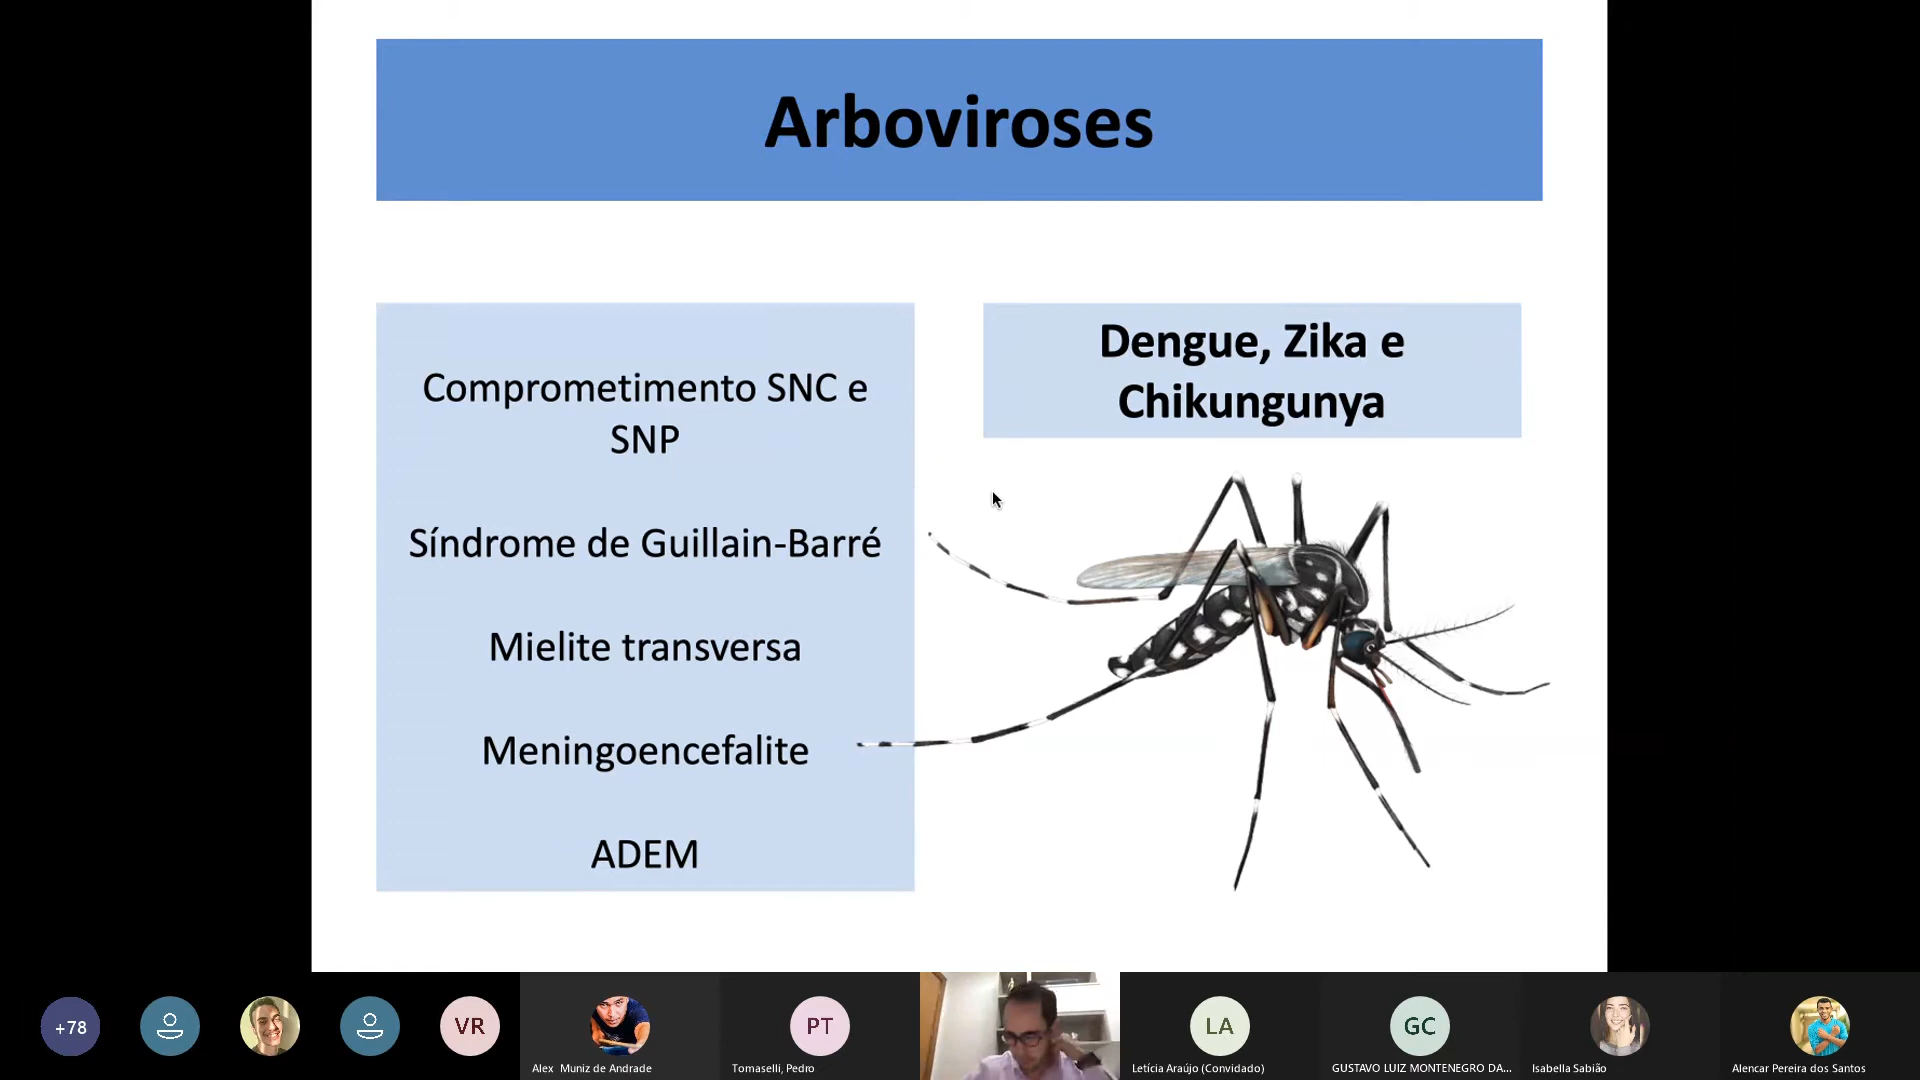 Arboviroses
Comprometimento SNC e
SNP
Síndrome de Guillain-Barré
Mielite transversa
Meningoencefalite
ADEM
Dengue, Zika e
Chikungunya
+78
VR
Alex Muniz de Andrade
PT
Tomaselli, Pedro
LA
Letícia Araújo (Convidado)
GC
GUSTAVO LUIZ MONTENEGRO DA...
Isabella Sabião
Alencar Pereira dos Santos